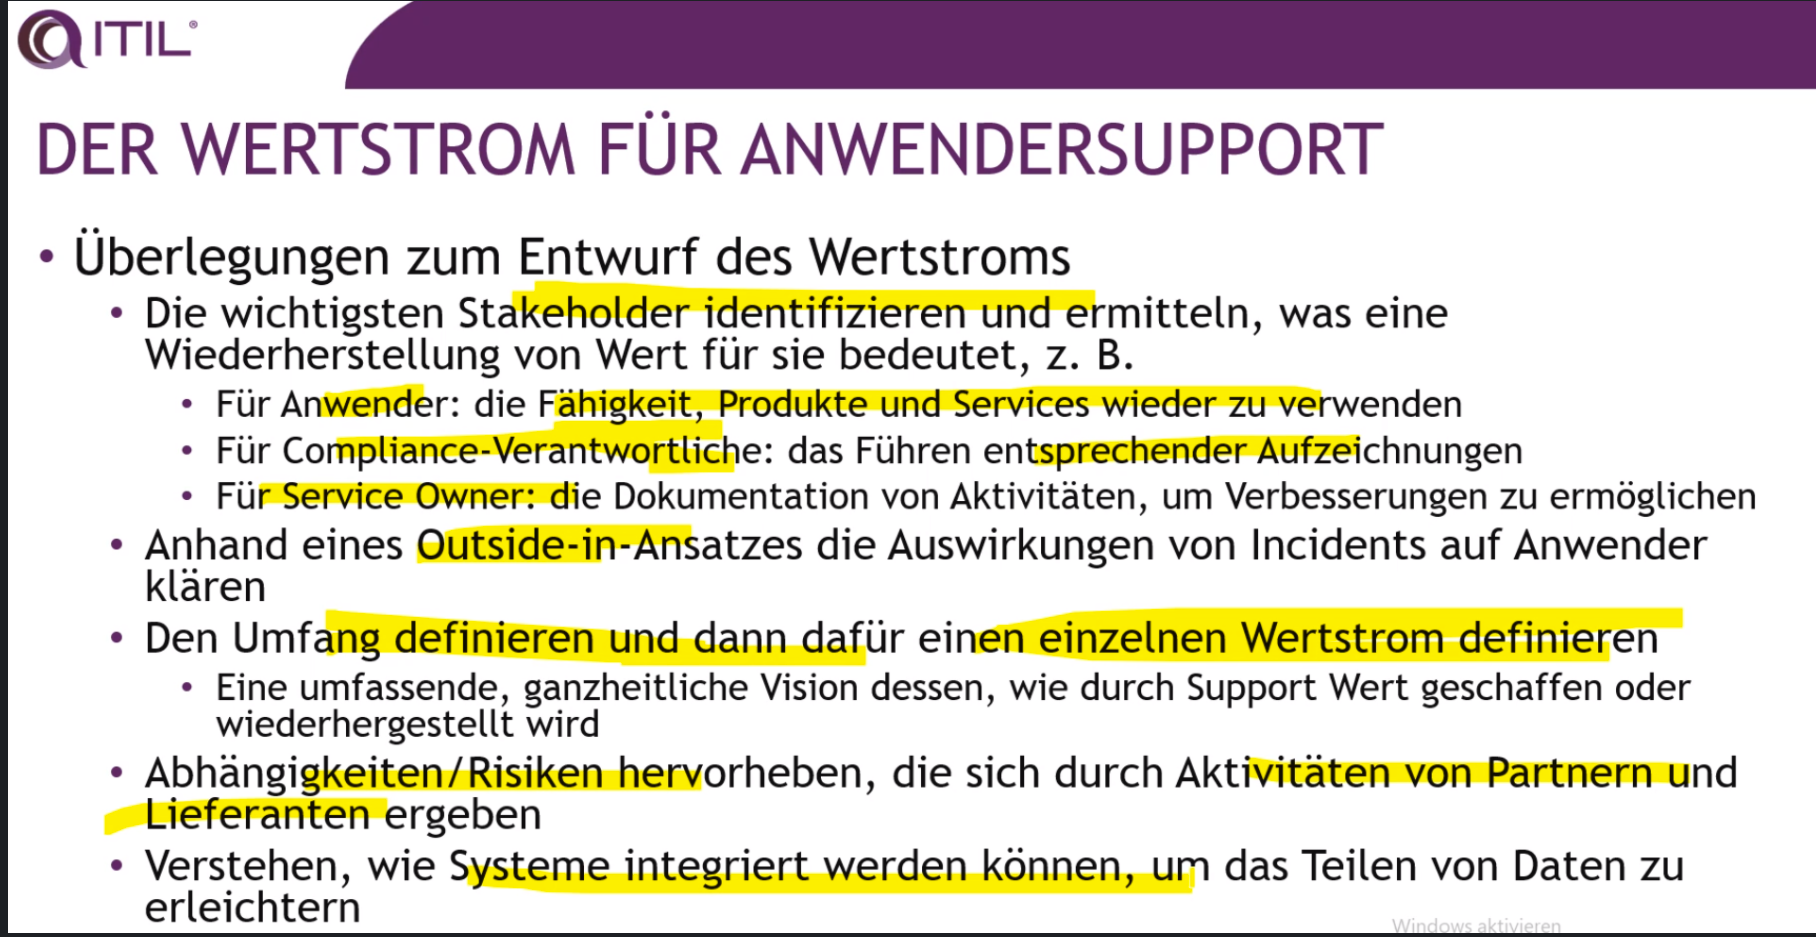 ITIL®
DER WERTSTROM FÜR ANWENDERSUPPORT
• Überlegungen zum Entwurf des Wertstroms
• Die wichtigsten Stakeholder identifizieren und ermitteln, was eine
Wiederherstellung von Wert für sie bedeutet, z. B.
• Für Anwender: die Fähigkeit, Produkte und Services wieder zu verwenden
• Für Compliance-Verantwortliche: das Führen entsprechender Aufzeichnungen
• Für Service Owner: die Dokumentation von Aktivitäten, um Verbesserungen zu ermöglichen
• Anhand eines Outside-in-Ansatzes die Auswirkungen von Incidents auf Anwender
klären
• Den Umfang definieren und dann dafür einen einzelnen Wertstrom definieren
• Eine umfassende, ganzheitliche Vision dessen, wie durch Support Wert geschaffen oder
wiederhergestellt wird
• Abhängigkeiten/Risiken hervorheben, die sich durch Aktivitäten von Partnern und
Lieferanten ergeben
• Verstehen, wie Systeme integriert werden können, um das Teilen von Daten zu
erleichtern
Windows aktivieren